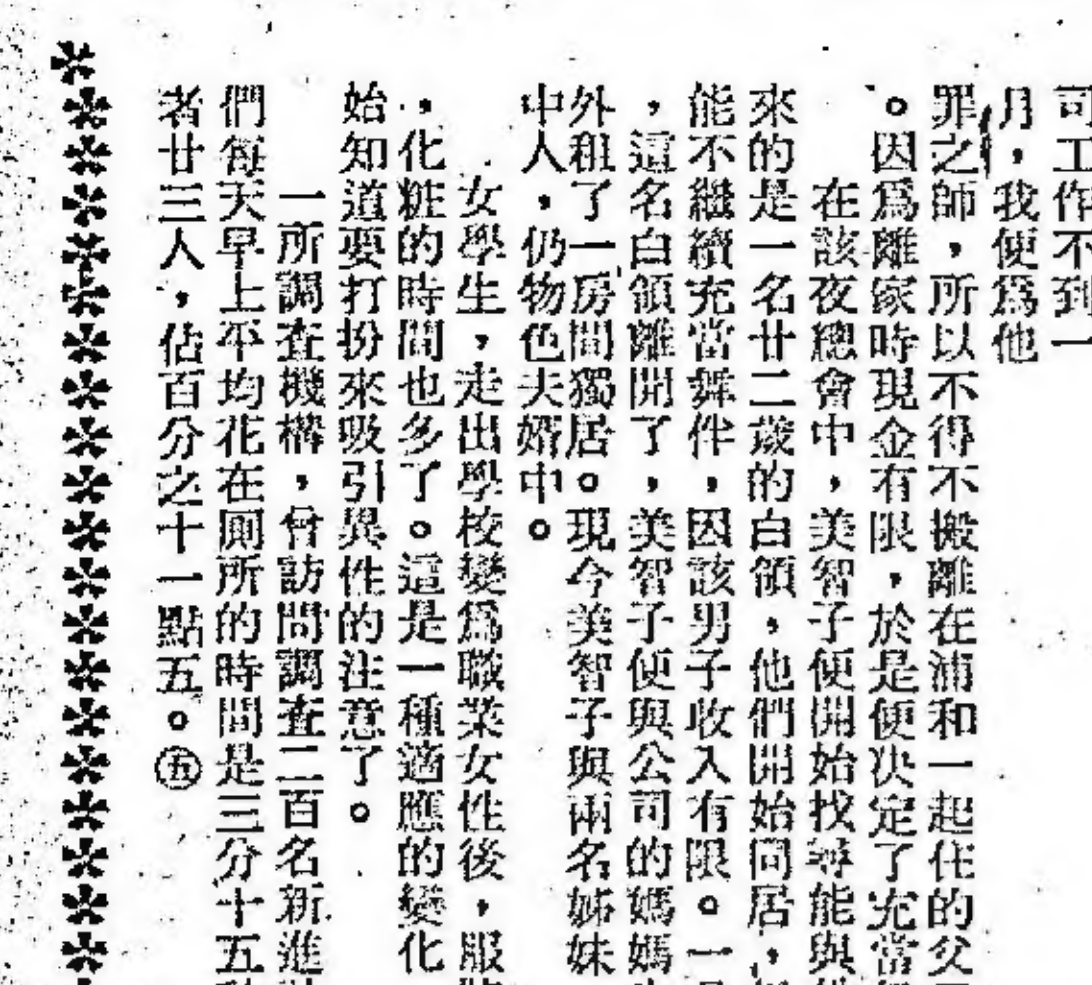 司工作不到一
月，我便爲他
罪之師，所以不得不搬離在浦和一起住的父
。因爲離家時現金有限，於是便決定了充當
在該夜總會中，美智子便開始找尋能與
來的是一名廿二歲的白領，他們開始同居，
能不繼續充當舞伴，因該男子收入有限。一
，這名白領離開了，美智子便與公司的媽媽
外租了一房間獨居。現今美智子與兩名姊妹
中人，仍物色夫婿中。
女學生，走出學校變爲職業女性後，服
，化粧的時間也多了。這是一種適應的變化
始知道要打扮來吸引異性的注意了。
一所調查機構，曾訪問調查二百名新進
們每天早上平均花在厠所的時間是三分十五
者廿三人，佔百分之十一點五。㊄